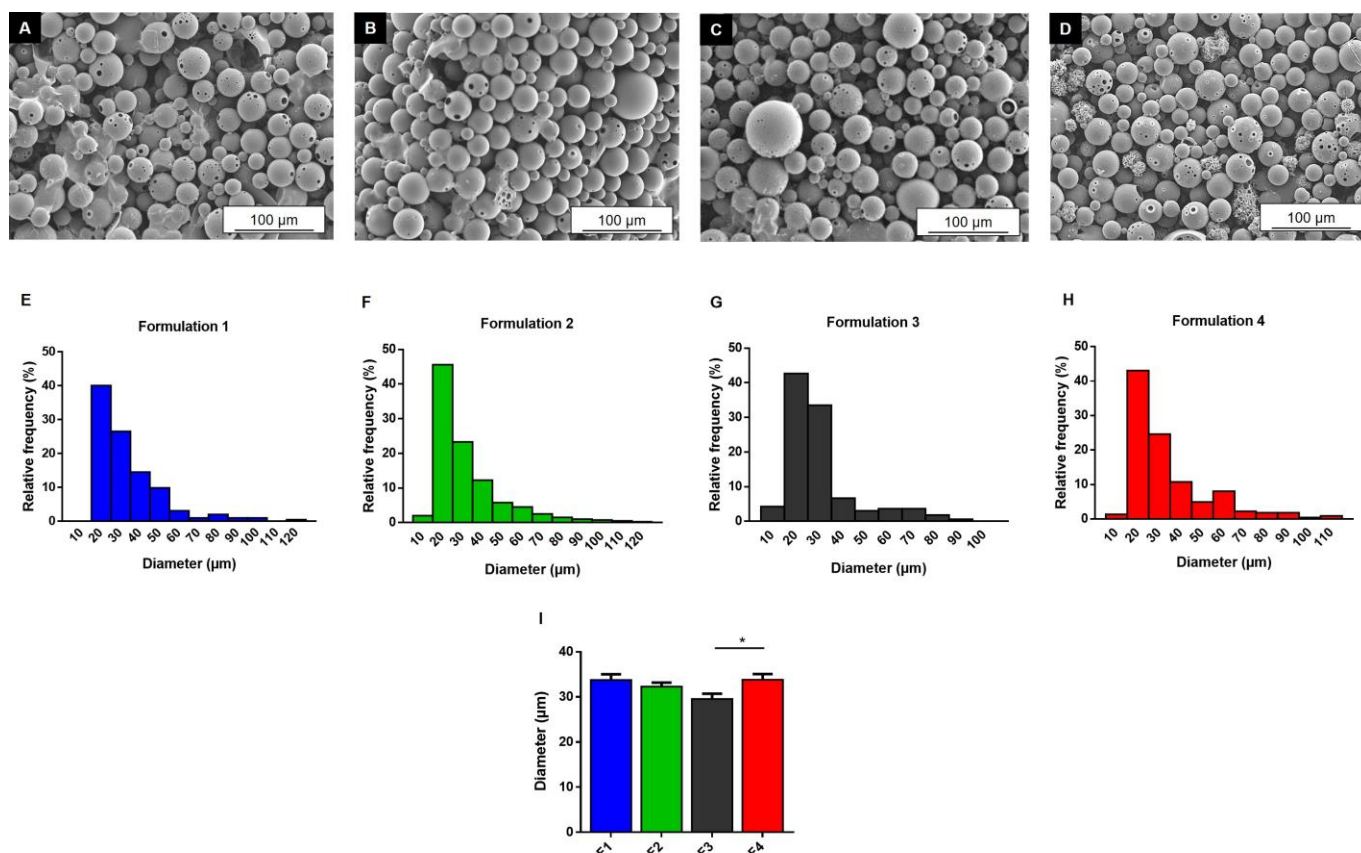 A
B
C
D
100 µm
100 µm
100 µm
100 µm
E
F
G
H
Formulation 1
Formulation 2
Formulation 3
Formulation 4
Relative frequency (%)
50
40
30
20
10
0
10 20 30 40 50 60 70 80 90 100 110 120
Diameter (µm)
Relative frequency (%)
50
40
30
20
10
0
10 20 30 40 50 60 70 80 90 100 110 120
Diameter (µm)
Relative frequency (%)
50
40
30
20
10
0
10 20 30 40 50 60 70 80 90 100
Diameter (µm)
Relative frequency (%)
50
40
30
20
10
0
10 20 30 40 50 60 70 80 90 100 110
Diameter (µm)
I
*
Diameter (µm)
40
30
20
10
0
F1 F2 F3 F4